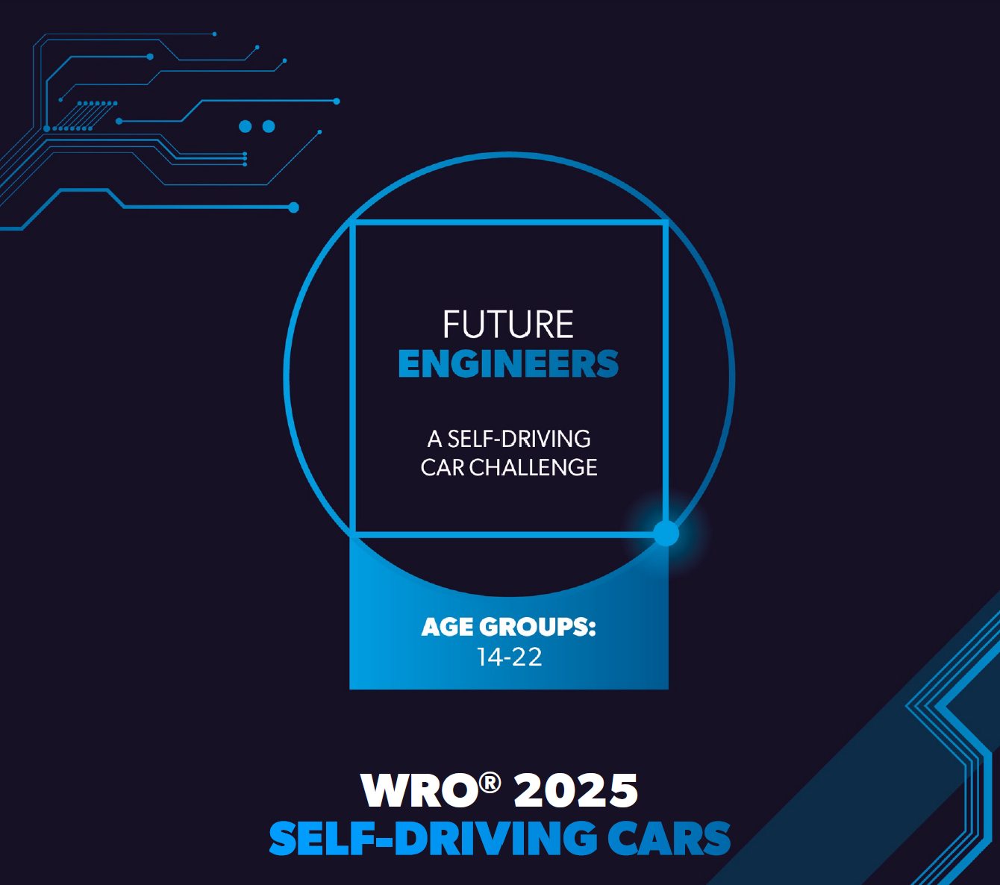 FUTURE
ENGINEERS
A SELF-DRIVING
CAR CHALLENGE
AGE GROUPS:
14-22
WRO® 2025
SELF-DRIVING CARS